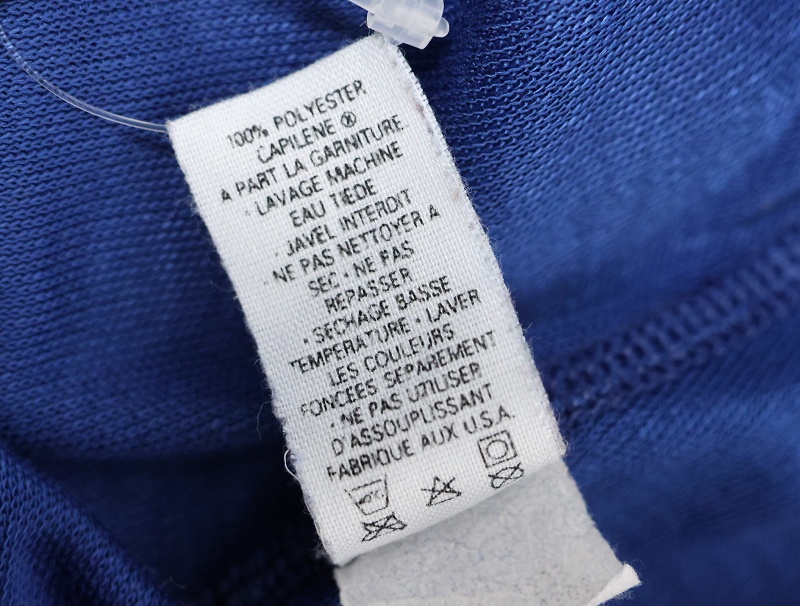 100% POLYESTER
CAPILENE ®
A PART LA GARNITURE
· LAVAGE MACHINE
EAU TIEDE
· JAVEL INTERDIT
· NE PAS NETTOYER A
SEC · NE PAS
REPASSER
· SECHAGE BASSE
TEMPERATURE · LAVER
LES COULEURS
FONCEES SEPAREMENT
· NE PAS UTILISER
D'ASSOUPLISSANT
FABRIQUE AUX U.S.A.
40°C